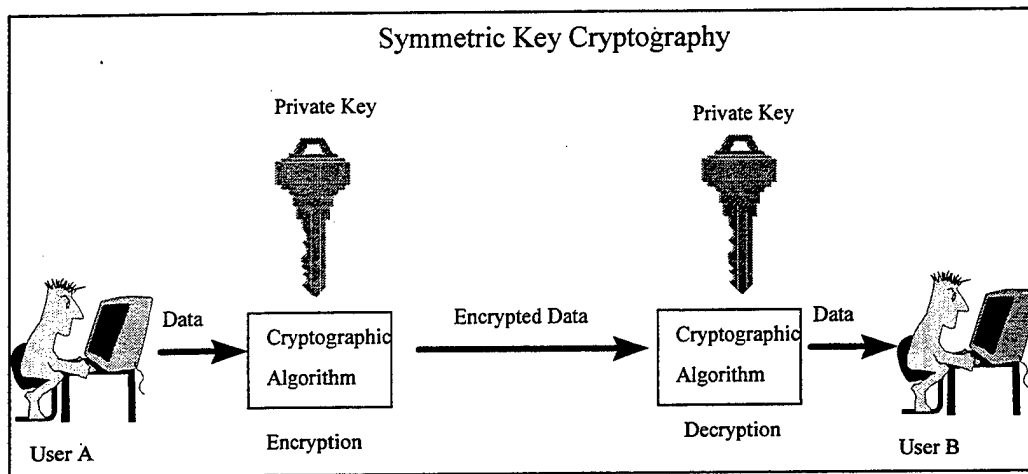 Symmetric Key Cryptography
Private Key
Private Key
Data
Cryptographic
Algorithm
Encrypted Data
Cryptographic
Algorithm
Data
User A
Encryption
Decryption
User B